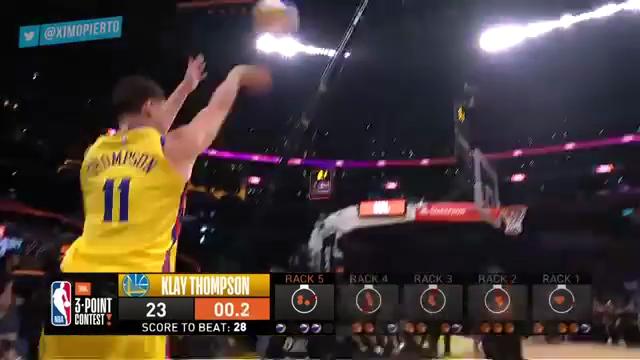 @XIMOPIERTO
THOMPSON
11
KLAY THOMPSON
RACK 5
RACK 4
RACK 3
RACK 2
RACK 1
JBL
3-POINT
CONTEST
NBA
23
00.2
SCORE TO BEAT: 28